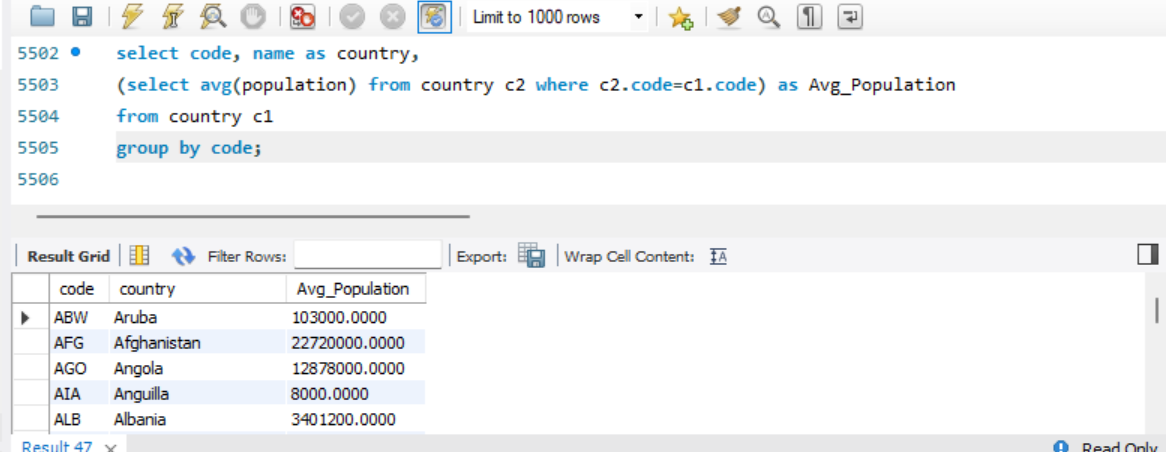 Limit to 1000 rows
5502 select code, name as country,
5503 (select avg(population) from country c2 where c2.code=c1.code) as Avg_Population
5504 from country c1
5505 group by code;
5506
Result Grid Filter Rows: Export: Wrap Cell Content: IA
code country Avg_Population
ABW Aruba 103000.0000
AFG Afghanistan 22720000.0000
AGO Angola 12878000.0000
AIA Anguilla 8000.0000
ALB Albania 3401200.0000
Result 47 × Read Only